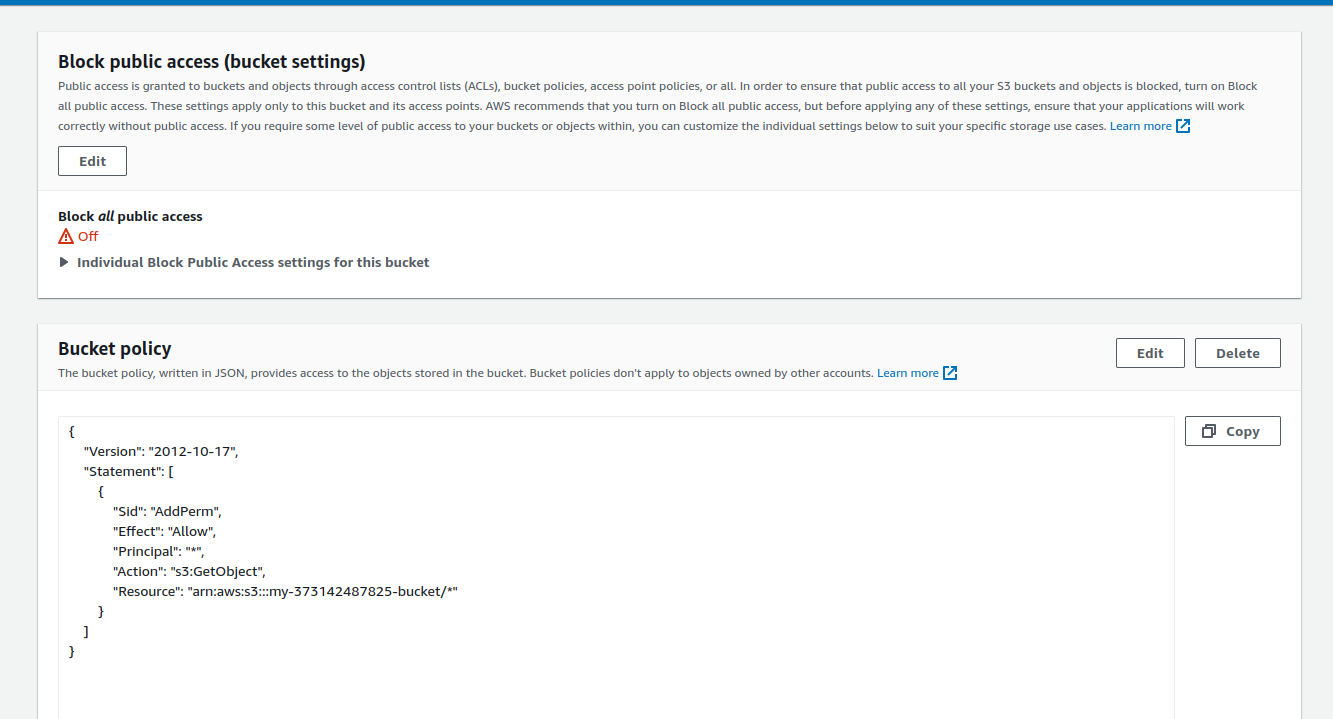 Block public access (bucket settings)
Public access is granted to buckets and objects through access control lists (ACLs), bucket policies, access point policies, or all. In order to ensure that public access to all your S3 buckets and objects is blocked, turn on Block
all public access. These settings apply only to this bucket and its access points. AWS recommends that you turn on Block all public access, but before applying any of these settings, ensure that your applications will work
correctly without public access. If you require some level of public access to your buckets or objects within, you can customize the individual settings below to suit your specific storage use cases. Learn more
Edit
Block all public access
Off
Individual Block Public Access settings for this bucket
Bucket policy
Edit
Delete
The bucket policy, written in JSON, provides access to the objects stored in the bucket. Bucket policies don't apply to objects owned by other accounts. Learn more
Copy
{
    "Version": "2012-10-17",
    "Statement": [
        {
            "Sid": "AddPerm",
            "Effect": "Allow",
            "Principal": "*",
            "Action": "s3:GetObject",
            "Resource": "arn:aws:s3:::my-373142487825-bucket/*"
        }
    ]
}